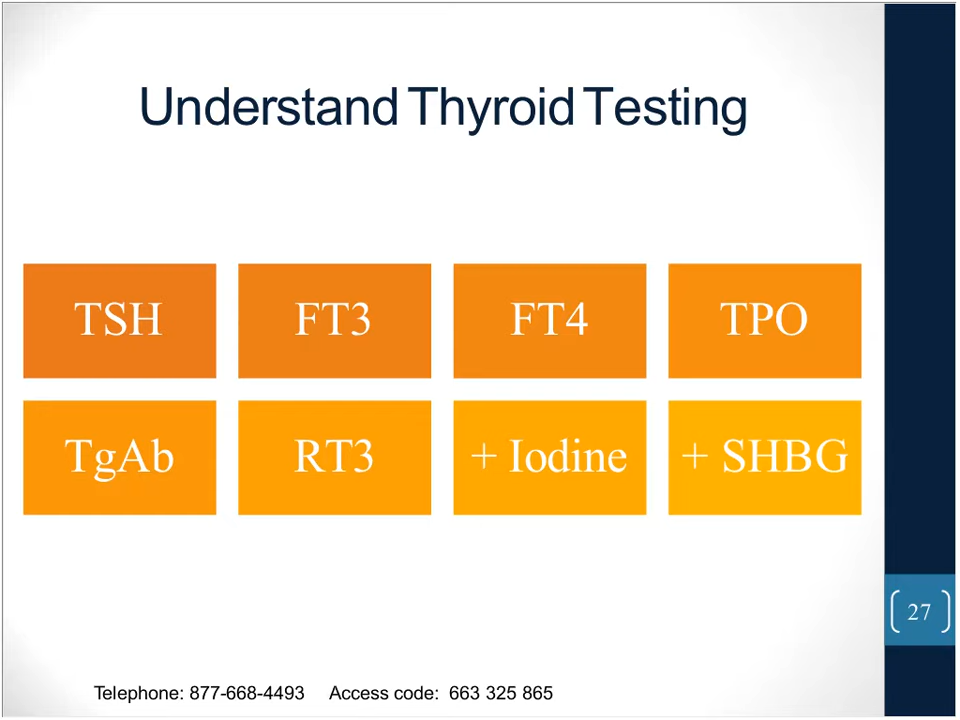 Understand Thyroid Testing
TSH
FT3
FT4
TPO
TgAb
RT3
+ Iodine
+ SHBG
27
Telephone: 877-668-4493 Access code: 663 325 865